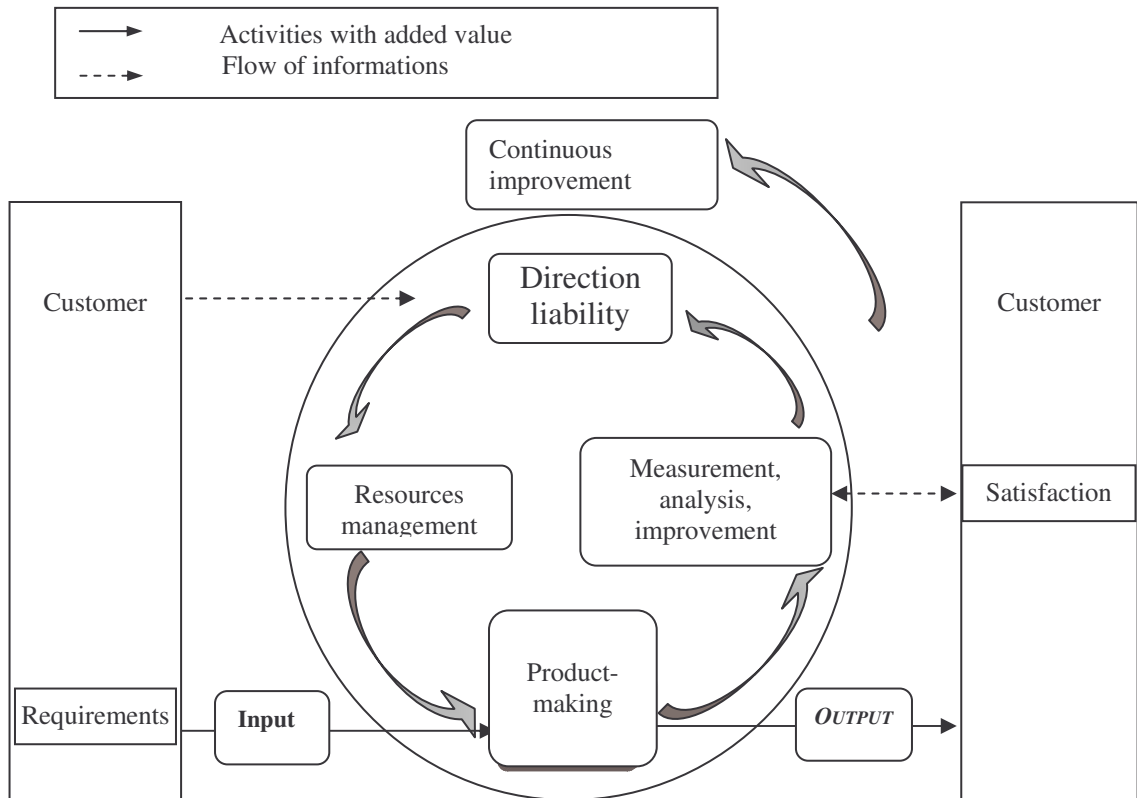 Activities with added value
Flow of informations
Continuous
improvement
Customer
Direction
liability
Customer
Resources
management
Measurement,
analysis,
improvement
Satisfaction
Requirements
Input
Product-
making
OUTPUT